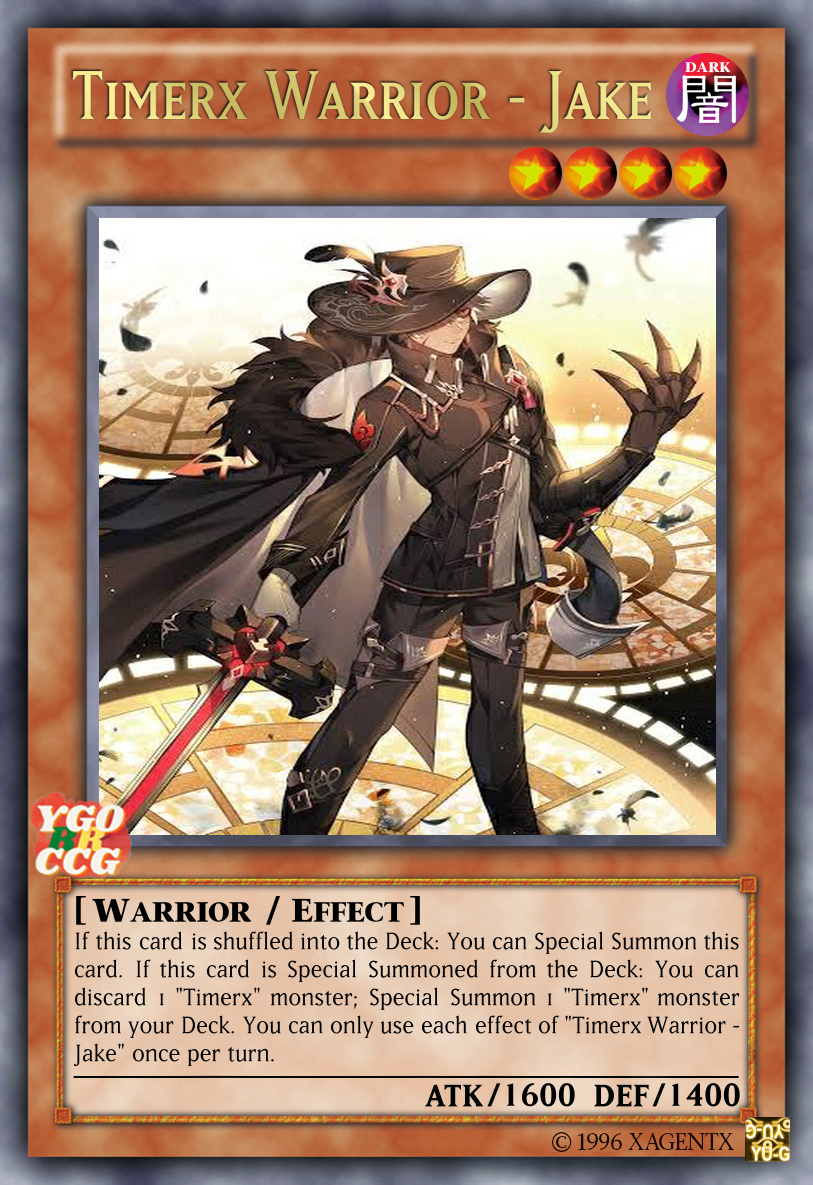 Timerx Warrior - Jake
DARK
闇
YGO
BR
CCG
[ Warrior / Effect ]
If this card is shuffled into the Deck: You can Special Summon this
card. If this card is Special Summoned from the Deck: You can
discard 1 "Timerx" monster; Special Summon 1 "Timerx" monster
from your Deck. You can only use each effect of "Timerx Warrior -
Jake" once per turn.
ATK/1600 DEF/1400
© 1996 XAGENTX